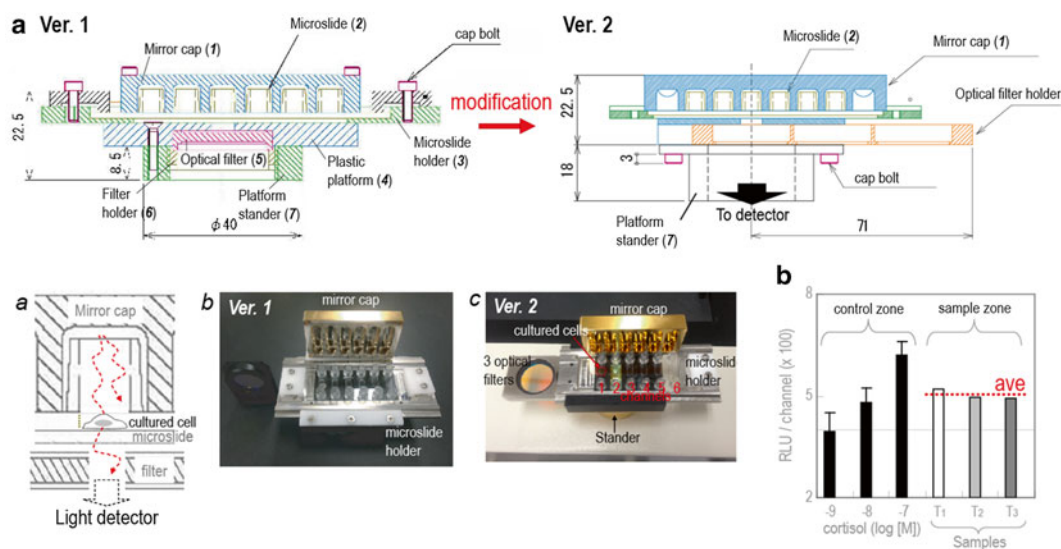 a Ver. 1
Mirror cap (1)
Microslide (2)
cap bolt
22.5
8.5
Optical filter (5)
Filter
holder (6)
Platform
stander (7)
Plastic
platform (4)
Microslide
holder (3)
ϕ40
modification
Ver. 2
Microslide (2)
Mirror cap (1)
Optical filter holder
22.5
18
3
cap bolt
To detector
Platform
stander (7)
71
a
Mirror cap
cultured cell
microslide
filter
Light detector
b Ver. 1
mirror cap
microslide
holder
c Ver. 2
mirror cap
cultured cells
3 optical
filters
microslide
holder
1 2 3 4 5 6
channels
Stander
b
control zone
sample zone
ave
RLU / channel (x 100)
8
5
2
-9 -8 -7 T1 T2 T3
cortisol (log [M])
Samples